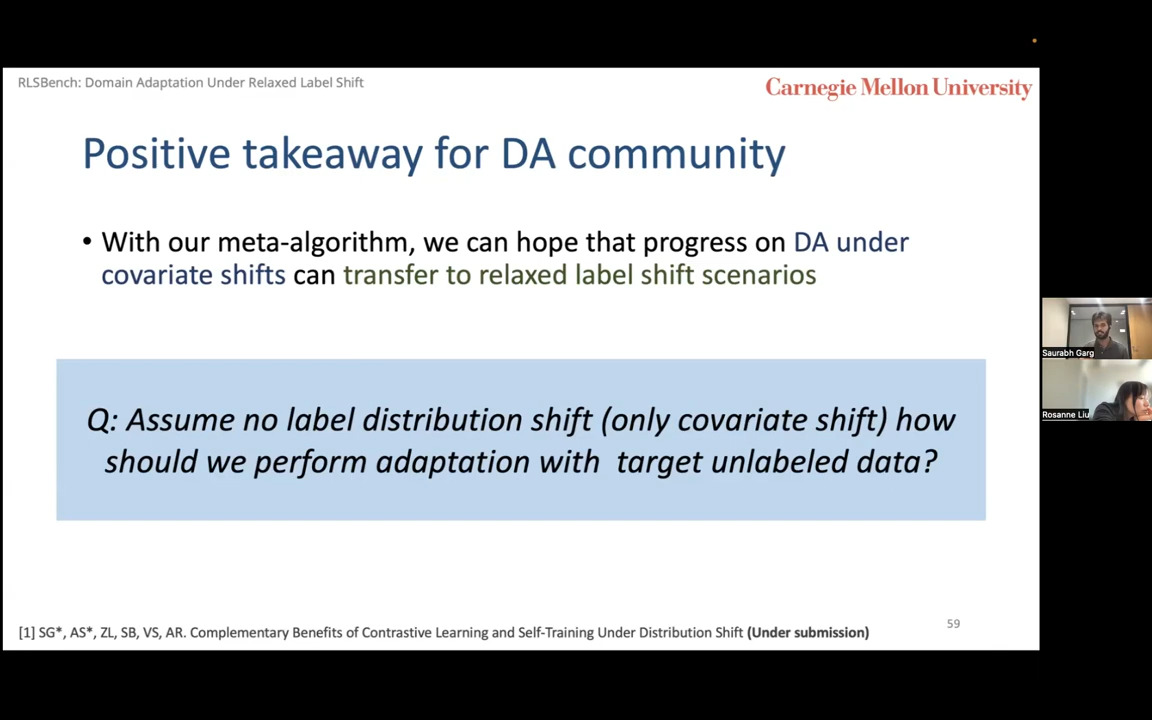 RLSBench: Domain Adaptation Under Relaxed Label Shift
Carnegie Mellon University
Positive takeaway for DA community
• With our meta-algorithm, we can hope that progress on DA under
covariate shifts can transfer to relaxed label shift scenarios
Q: Assume no label distribution shift (only covariate shift) how
should we perform adaptation with target unlabeled data?
[1] SG*, AS*, ZL, SB, VS, AR. Complementary Benefits of Contrastive Learning and Self-Training Under Distribution Shift (Under submission)
59
Saurabh Garg
Rosanne Liu